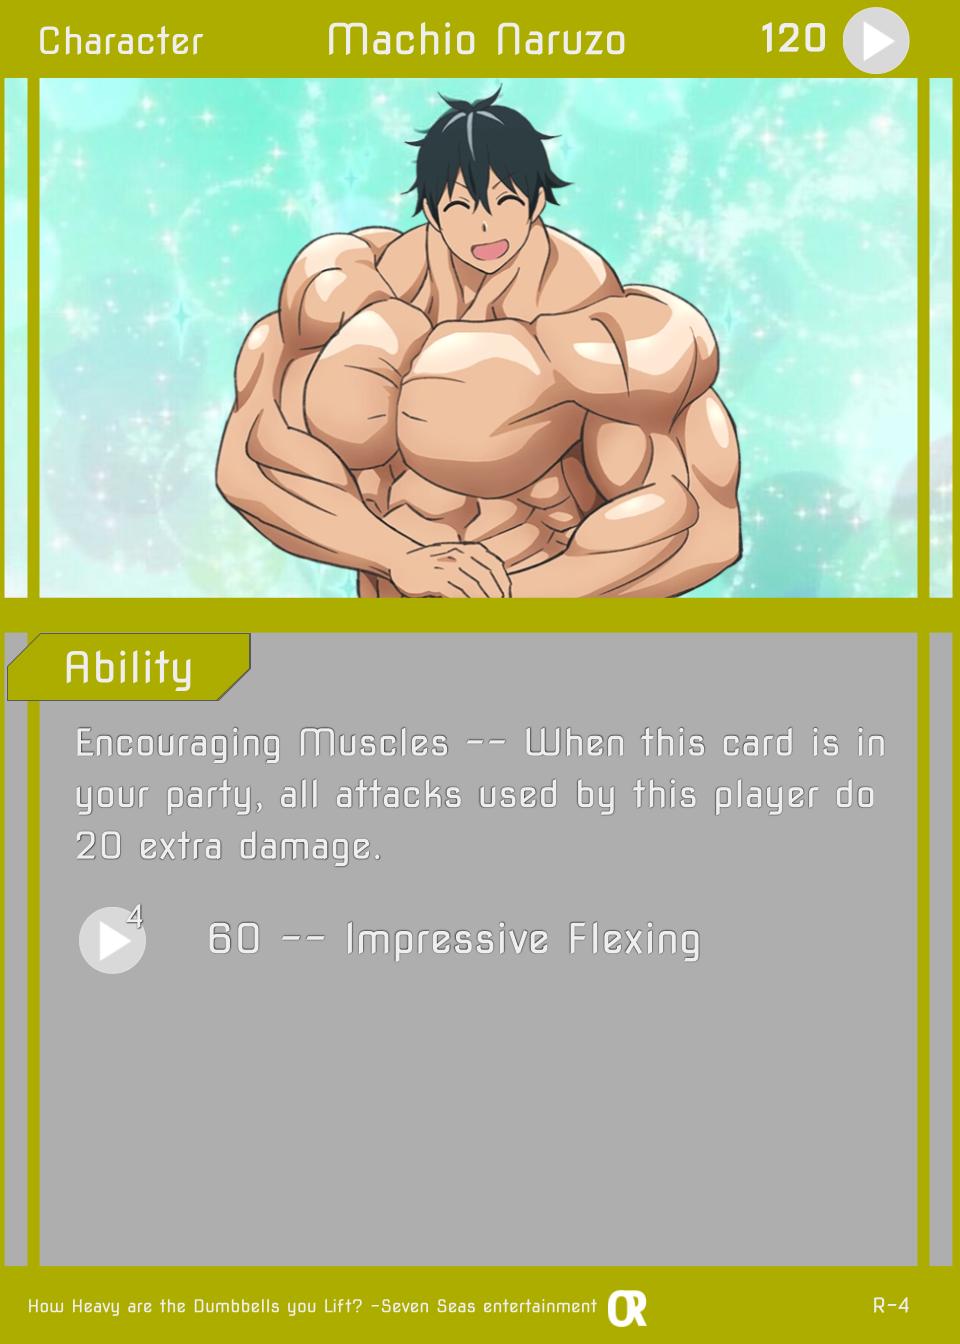 Character Machio Naruzo 120
Ability
Encouraging Muscles -- When this card is in
your party, all attacks used by this player do
20 extra damage.
4 60 -- Impressive Flexing
How Heavy are the Dumbbells you Lift? -Seven Seas entertainment OR R-4